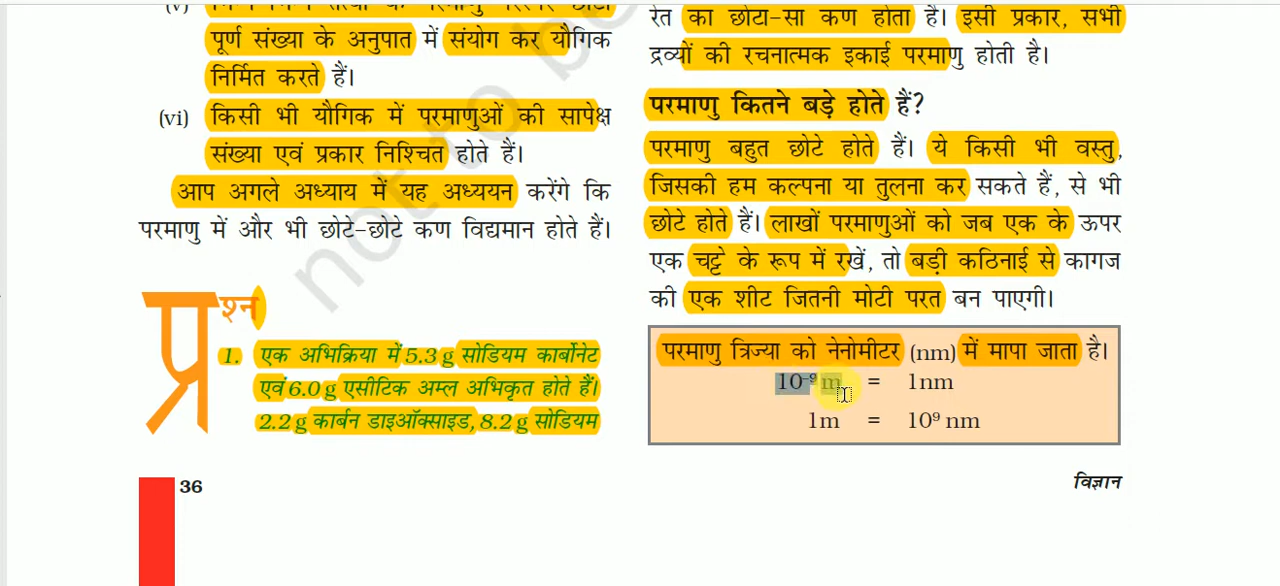 पूर्ण संख्या के अनुपात में संयोग कर यौगिक
निर्मित करते हैं।
(vi) किसी भी यौगिक में परमाणुओं की सापेक्ष
संख्या एवं प्रकार निश्चित होते हैं।
आप अगले अध्याय में यह अध्ययन करेंगे कि
परमाणु में और भी छोटे-छोटे कण विद्यमान होते हैं।
प्रश्न
1. एक अभिक्रिया में 5.3 g सोडियम कार्बोनेट
एवं 6.0 g एसीटिक अम्ल अभिकृत होते हैं।
2.2 g कार्बन डाइऑक्साइड, 8.2 g सोडियम
36
रेत का छोटा-सा कण होता है। इसी प्रकार, सभी
द्रव्यों की रचनात्मक इकाई परमाणु होती है।
परमाणु कितने बड़े होते हैं?
परमाणु बहुत छोटे होते हैं। ये किसी भी वस्तु,
जिसकी हम कल्पना या तुलना कर सकते हैं, से भी
छोटे होते हैं। लाखों परमाणुओं को जब एक के ऊपर
एक चट्टे के रूप में रखें, तो बड़ी कठिनाई से कागज
की एक शीट जितनी मोटी परत बन पाएगी।
परमाणु त्रिज्या को नेनोमीटर (nm) में मापा जाता है।
10⁻⁹ m = 1nm
1m = 10⁹ nm
विज्ञान
not to be